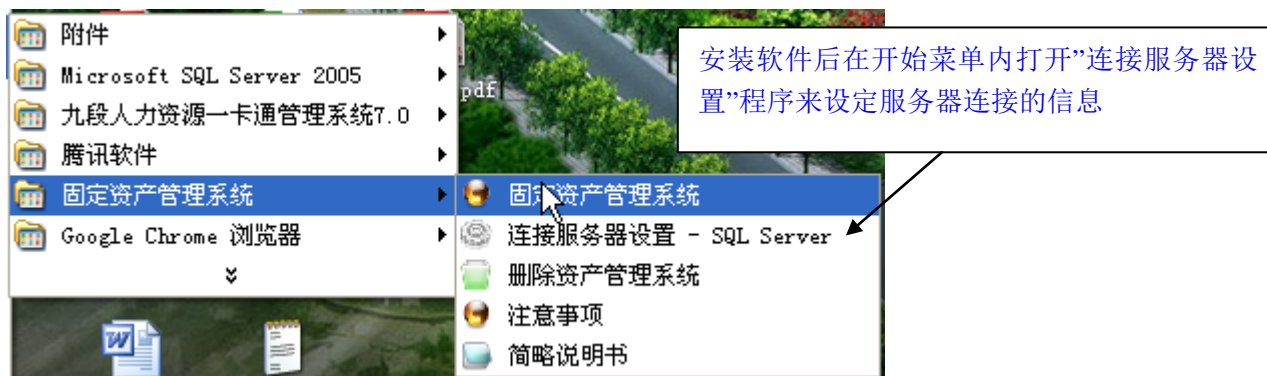 附件
Microsoft SQL Server 2005
九段人力资源一卡通管理系统7.0
腾讯软件
固定资产管理系统
Google Chrome 浏览器
pdf
安装软件后在开始菜单内打开”连接服务器设
置”程序来设定服务器连接的信息
固定资产管理系统
连接服务器设置 - SQL Server
删除资产管理系统
注意事项
简略说明书